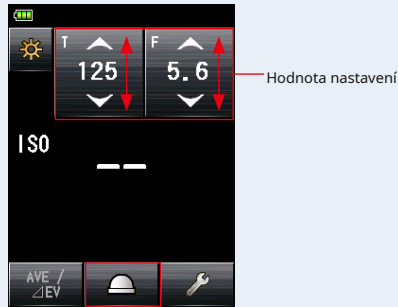 T
F
125
5.6
Hodnota nastavení
ISO
--
AVE /
⊿EV